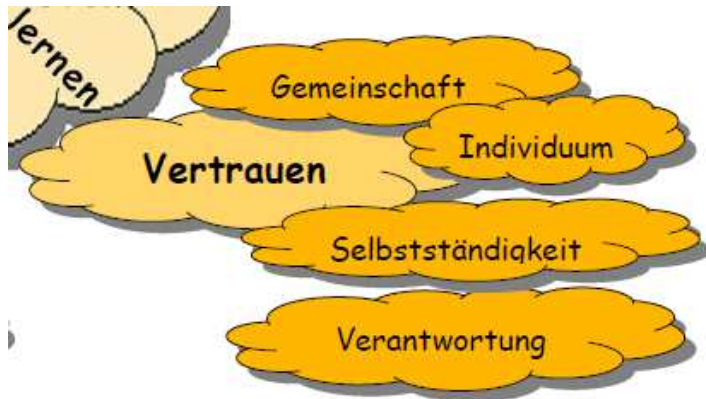 lernen
Gemeinschaft
Individuum
Vertrauen
Selbstständigkeit
Verantwortung